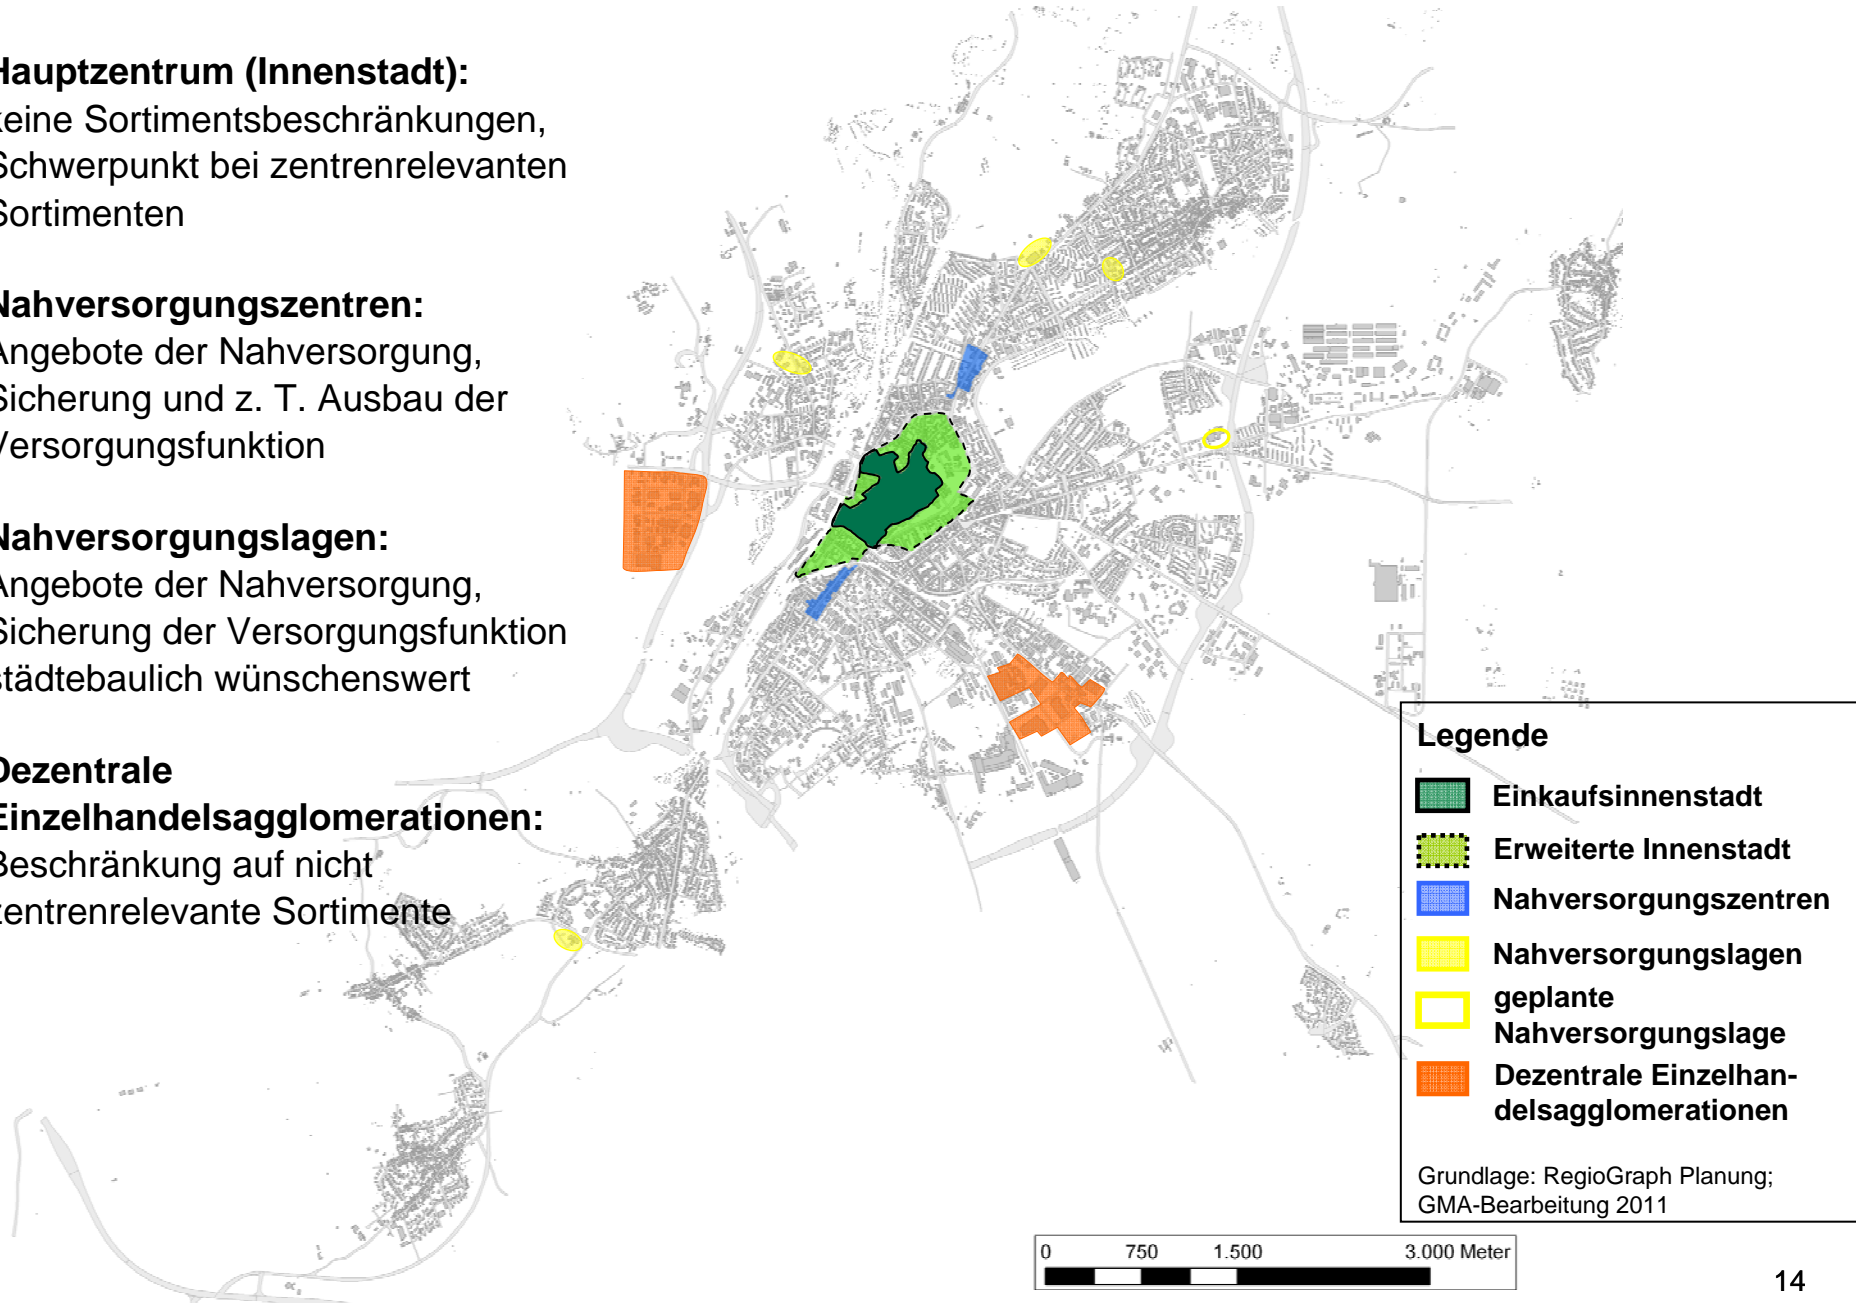 Hauptzentrum (Innenstadt):
keine Sortimentsbeschränkungen,
Schwerpunkt bei zentrenrelevanten
Sortimenten
Nahversorgungszentren:
Angebote der Nahversorgung,
Sicherung und z. T. Ausbau der
Versorgungsfunktion
Nahversorgungslagen:
Angebote der Nahversorgung,
Sicherung der Versorgungsfunktion
städtebaulich wünschenswert
Dezentrale
Einzelhandelsagglomerationen:
Beschränkung auf nicht
zentrenrelevante Sortimente
Legende
Einkaufsinnenstadt
Erweiterte Innenstadt
Nahversorgungszentren
Nahversorgungslagen
geplante
Nahversorgungslage
Dezentrale Einzelhan-
delsagglomerationen
Grundlage: RegioGraph Planung;
GMA-Bearbeitung 2011
0 750 1.500 3.000 Meter
14